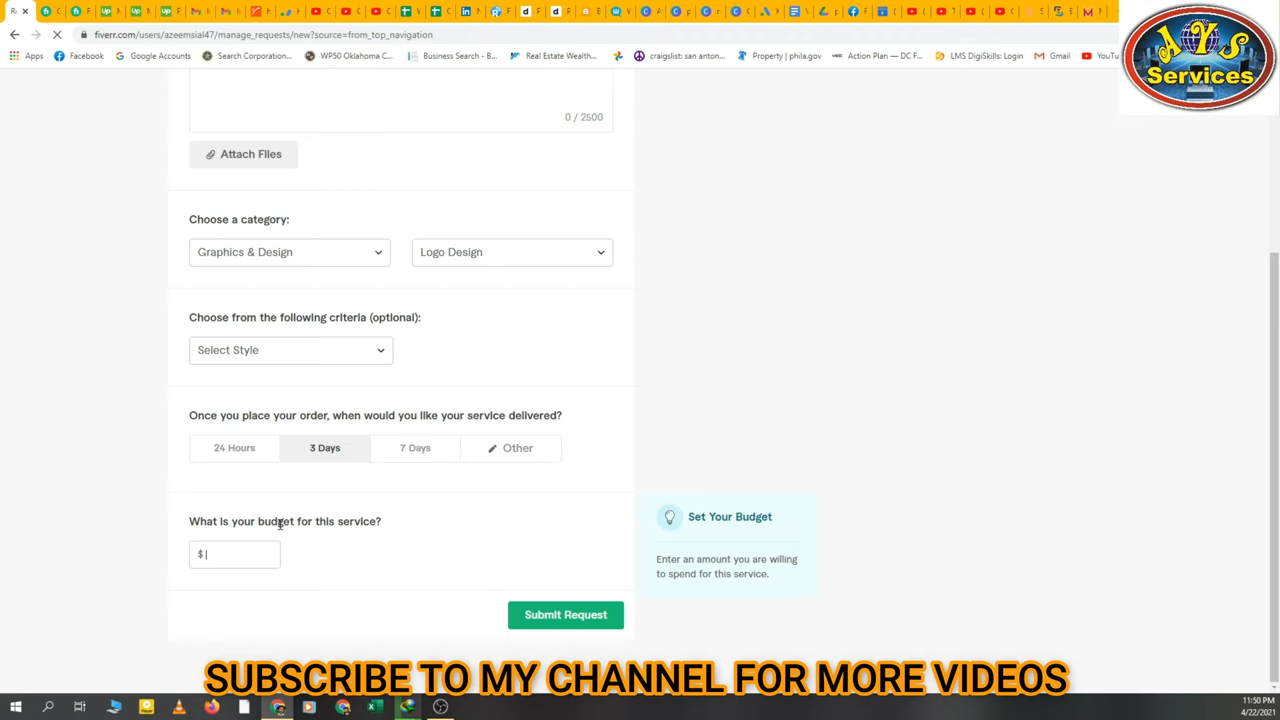 fiverr.com/users/azeemsial47/manage_requests/new?source=from_top_navigation
Apps Facebook Google Accounts Search Corporation... WP50 Oklahoma C... Business Search - B... Real Estate Wealth... craigslist: san anton... Property | phila.gov Action Plan — DC F... LMS DigiSkills: Login Gmail YouTu
AYS
Services
0 / 2500
Attach Files
Choose a category:
Graphics & Design Logo Design
Choose from the following criteria (optional):
Select Style
Once you place your order, when would you like your service delivered?
24 Hours 3 Days 7 Days Other
What is your budget for this service?
$
Set Your Budget
Enter an amount you are willing
to spend for this service.
Submit Request
SUBSCRIBE TO MY CHANNEL FOR MORE VIDEOS
11:50 PM
4/22/2021